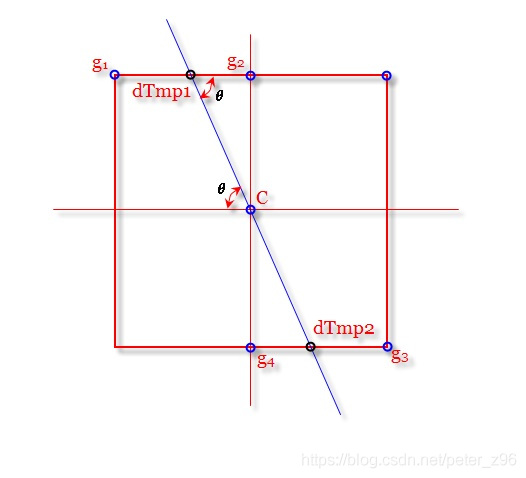 g1
g2
dTmp1
θ
θ
C
dTmp2
g4
g3
https://blog.csdn.net/peter_z96